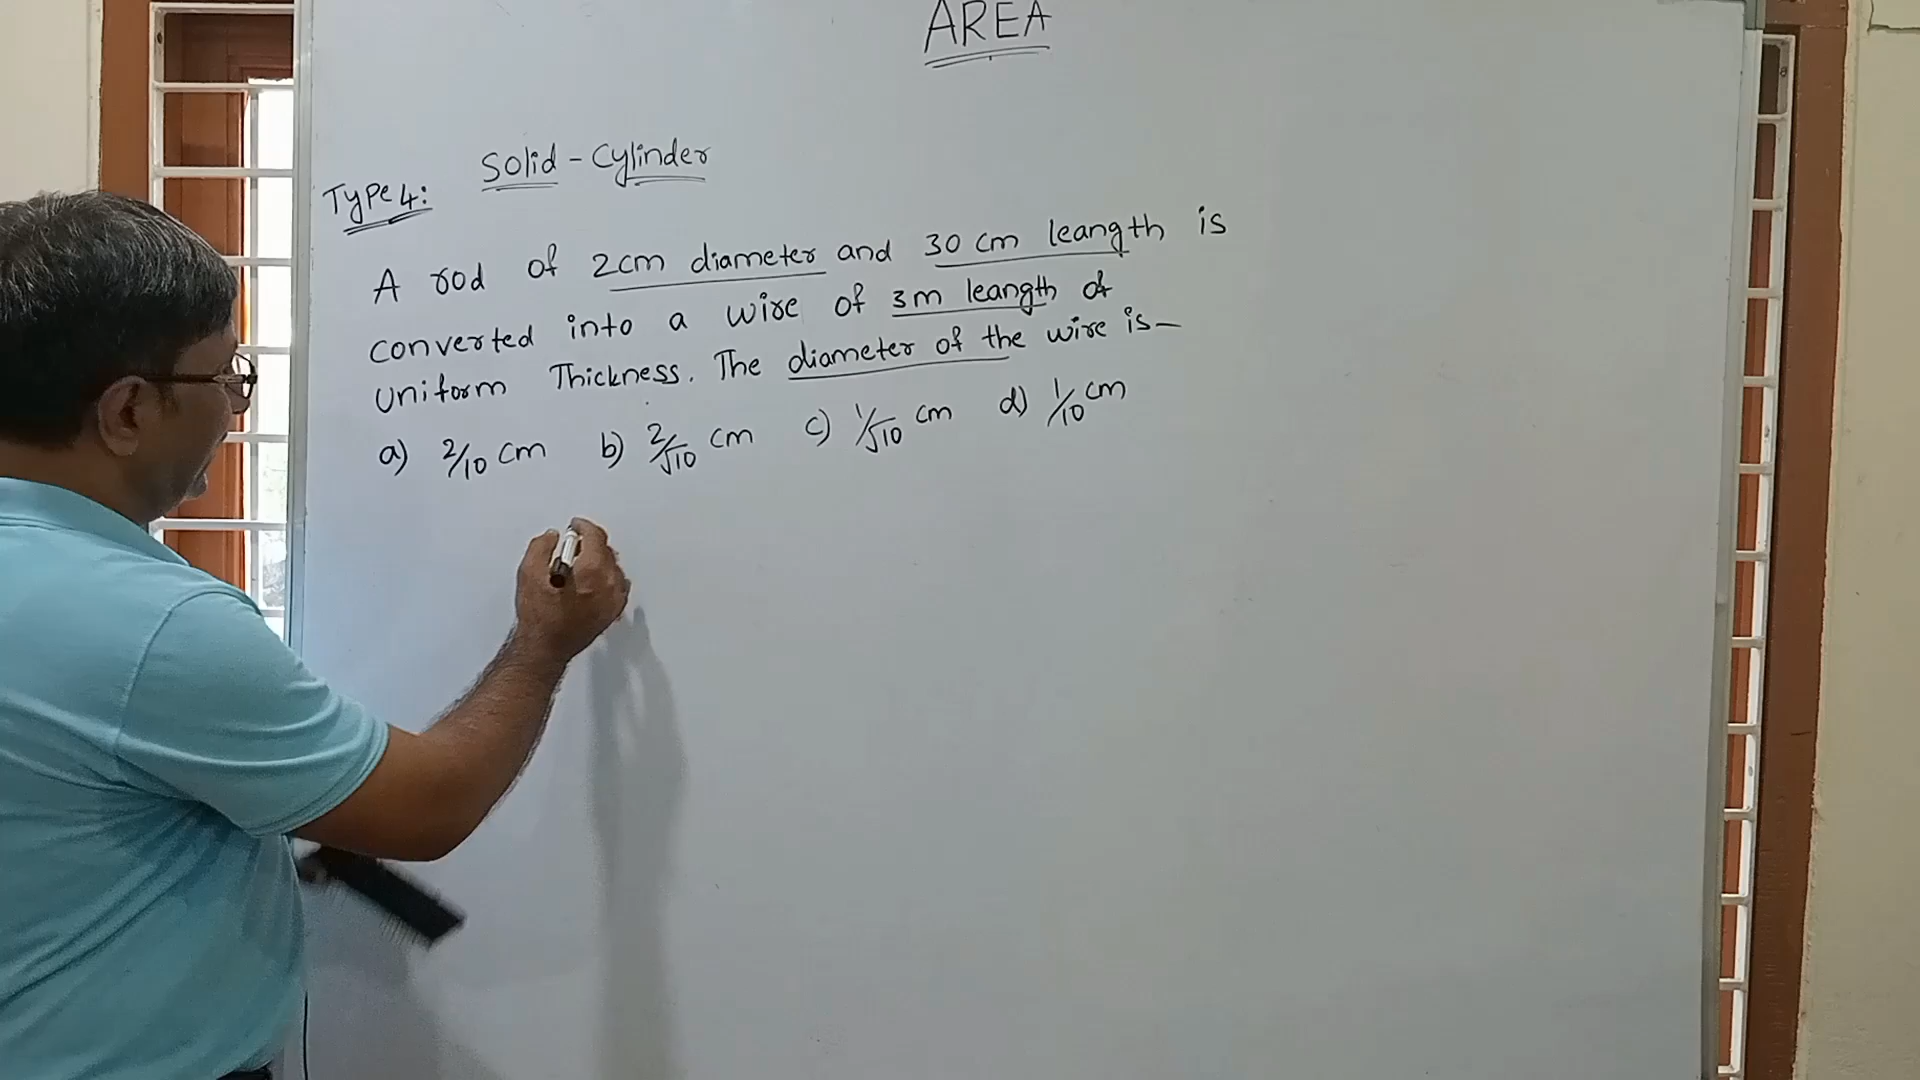 AREA
Solid - Cylinder
Type 4:
A rod of 2cm diameter and 30 cm leangth is
converted into a wire of 3m leangth of
uniform Thickness. The diameter of the wire is —
a) 2/10 cm b) 2/√10 cm c) 1/√10 cm d) 1/10 cm